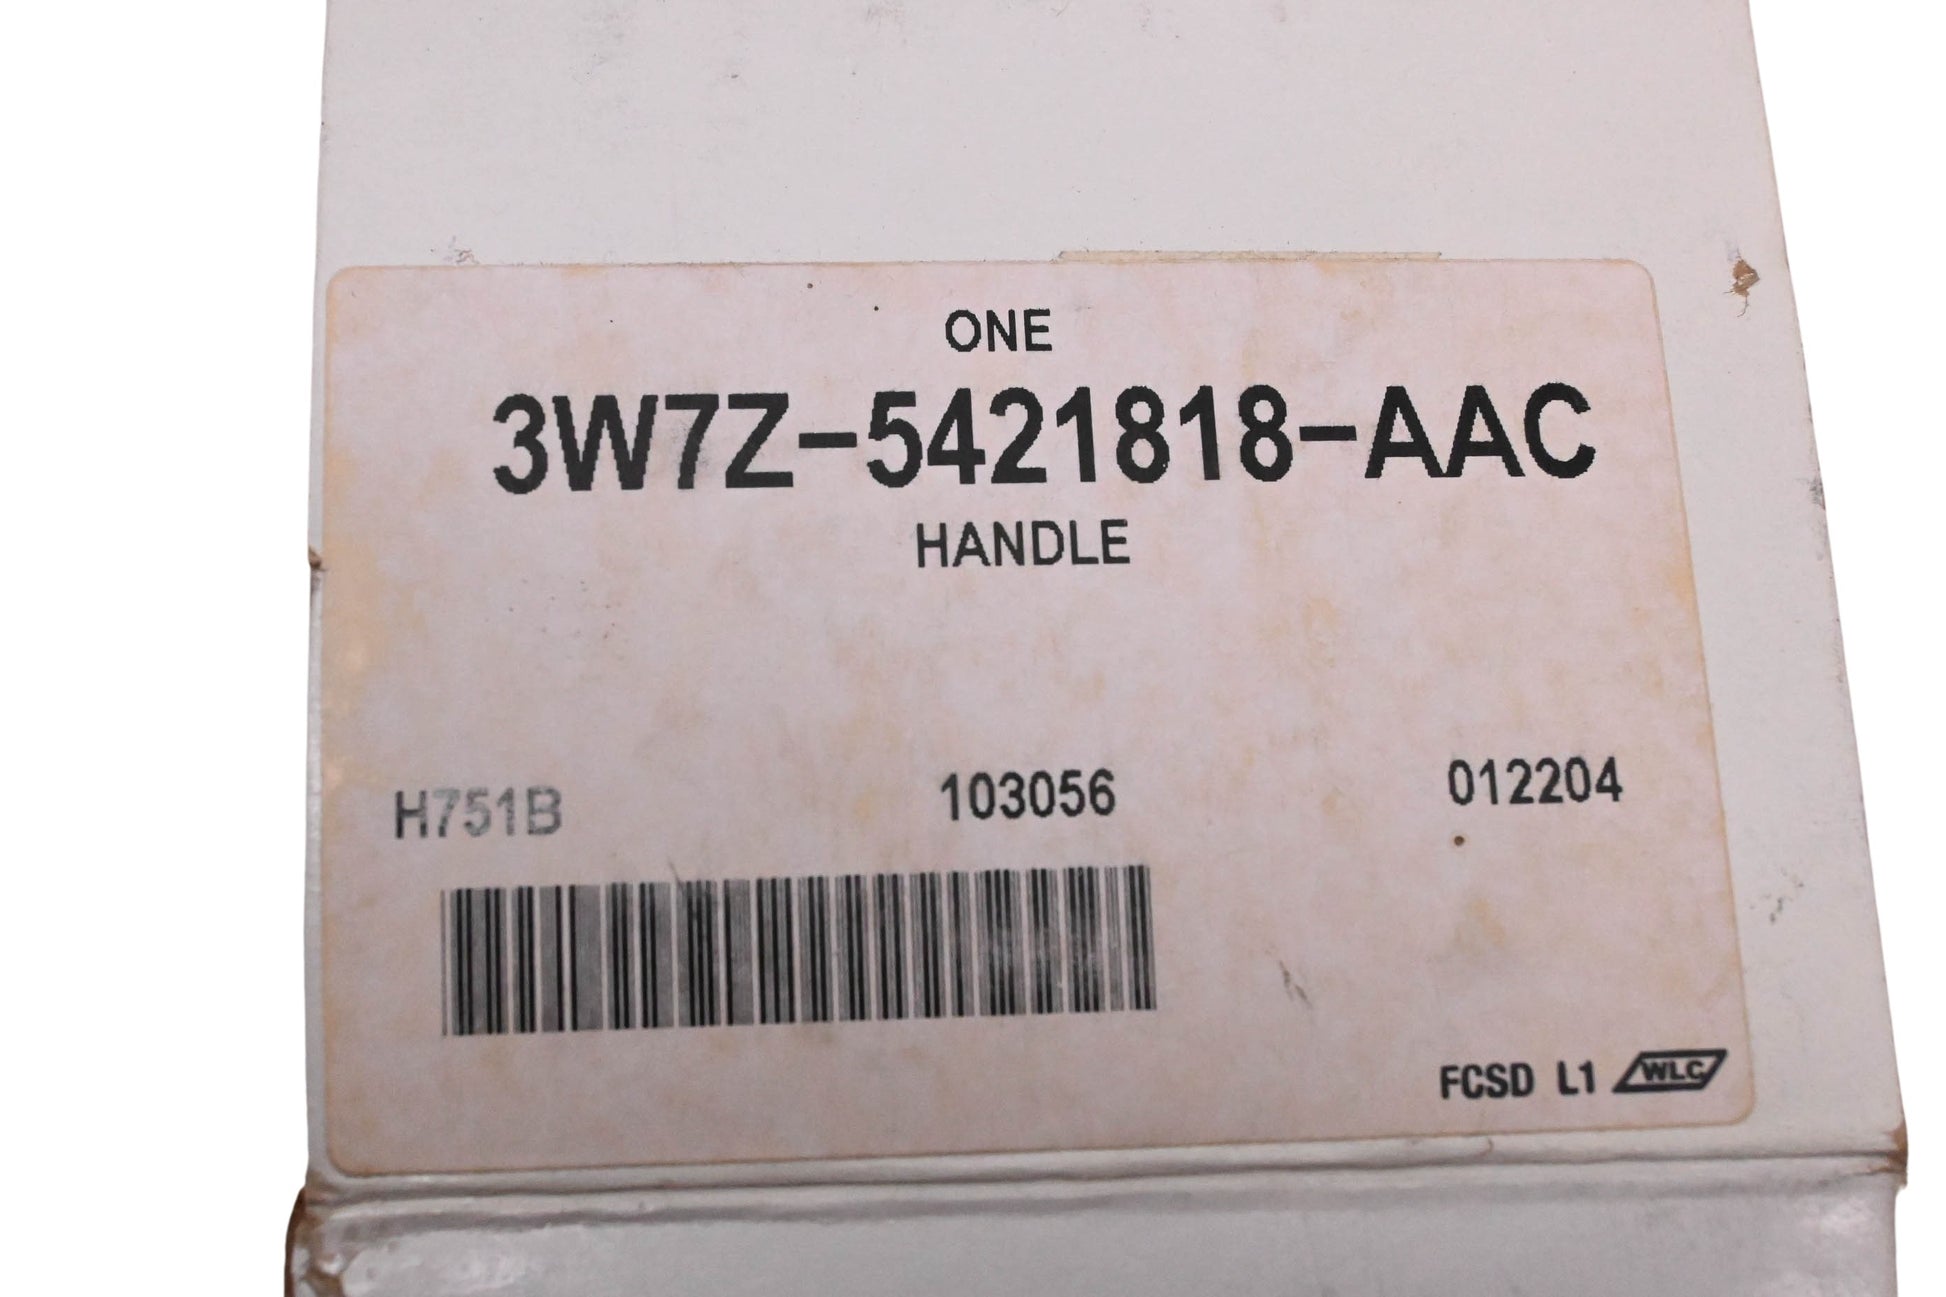 ONE
3W7Z-5421818-AAC
HANDLE
H751B 103056 012204
FCSD L1 WLC